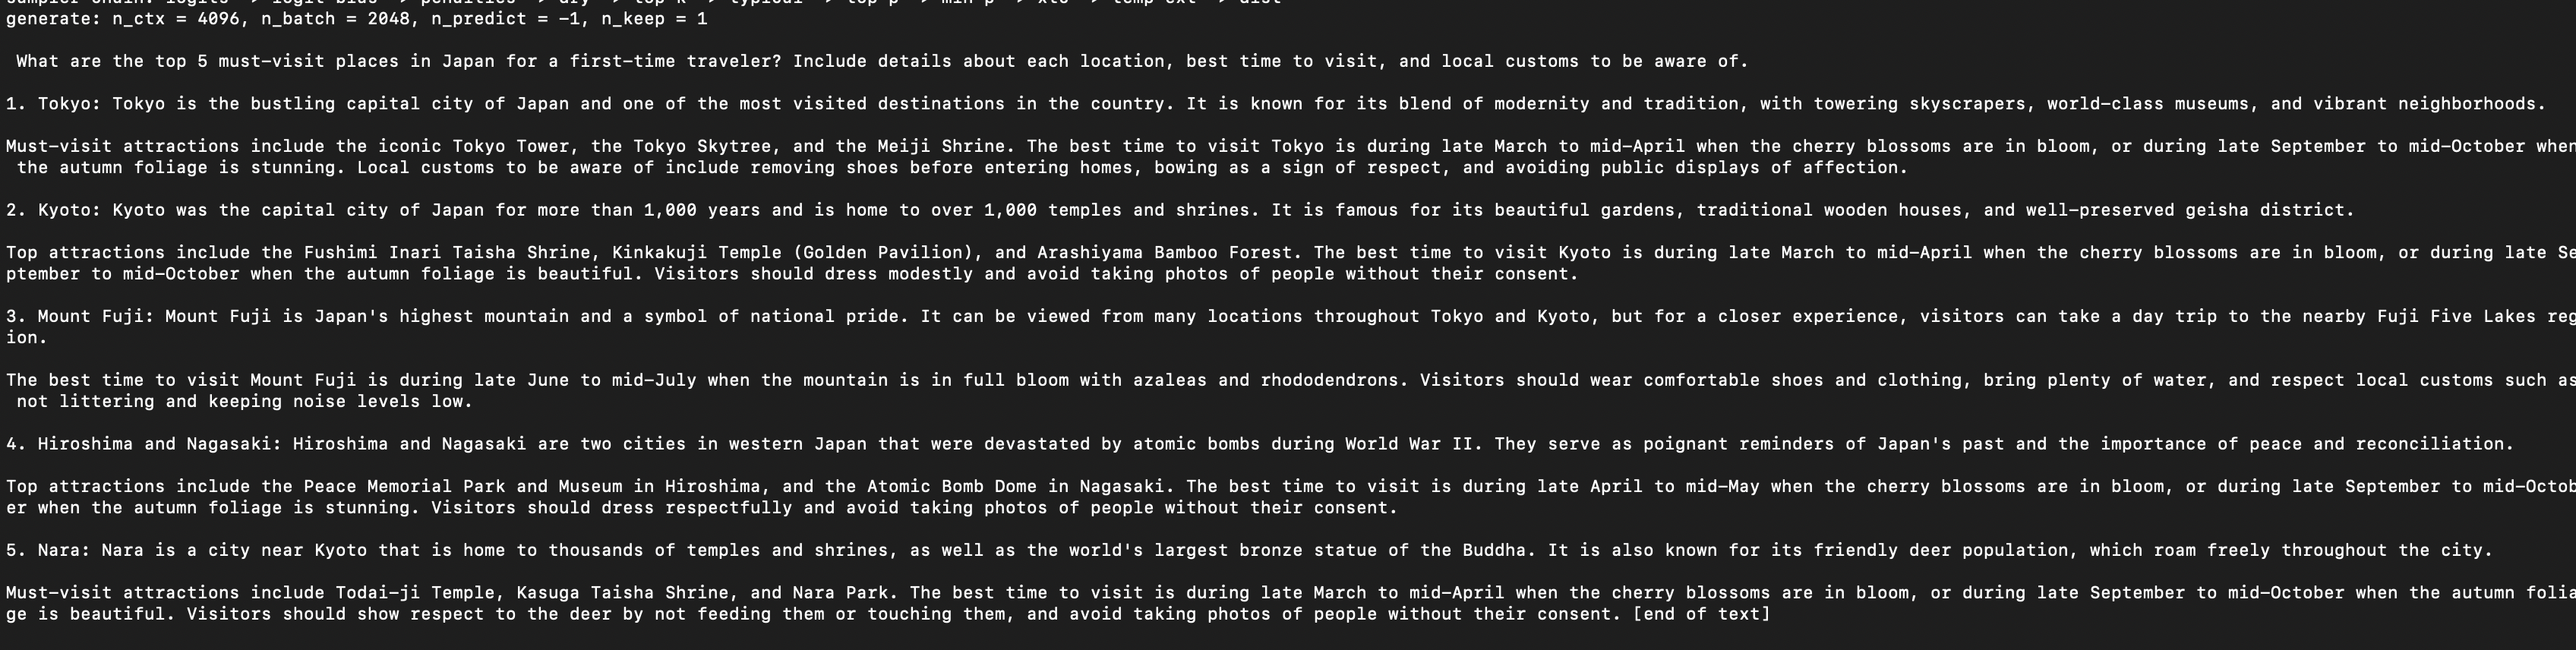 generate: n_ctx = 4096, n_batch = 2048, n_predict = -1, n_keep = 1
What are the top 5 must-visit places in Japan for a first-time traveler? Include details about each location, best time to visit, and local customs to be aware of.
1. Tokyo: Tokyo is the bustling capital city of Japan and one of the most visited destinations in the country. It is known for its blend of modernity and tradition, with towering skyscrapers, world-class museums, and vibrant neighborhoods.
Must-visit attractions include the iconic Tokyo Tower, the Tokyo Skytree, and the Meiji Shrine. The best time to visit Tokyo is during late March to mid-April when the cherry blossoms are in bloom, or during late September to mid-October when
the autumn foliage is stunning. Local customs to be aware of include removing shoes before entering homes, bowing as a sign of respect, and avoiding public displays of affection.
2. Kyoto: Kyoto was the capital city of Japan for more than 1,000 years and is home to over 1,000 temples and shrines. It is famous for its beautiful gardens, traditional wooden houses, and well-preserved geisha district.
Top attractions include the Fushimi Inari Taisha Shrine, Kinkakuji Temple (Golden Pavilion), and Arashiyama Bamboo Forest. The best time to visit Kyoto is during late March to mid-April when the cherry blossoms are in bloom, or during late Se
ptember to mid-October when the autumn foliage is beautiful. Visitors should dress modestly and avoid taking photos of people without their consent.
3. Mount Fuji: Mount Fuji is Japan's highest mountain and a symbol of national pride. It can be viewed from many locations throughout Tokyo and Kyoto, but for a closer experience, visitors can take a day trip to the nearby Fuji Five Lakes reg
ion.
The best time to visit Mount Fuji is during late June to mid-July when the mountain is in full bloom with azaleas and rhododendrons. Visitors should wear comfortable shoes and clothing, bring plenty of water, and respect local customs such as
not littering and keeping noise levels low.
4. Hiroshima and Nagasaki: Hiroshima and Nagasaki are two cities in western Japan that were devastated by atomic bombs during World War II. They serve as poignant reminders of Japan's past and the importance of peace and reconciliation.
Top attractions include the Peace Memorial Park and Museum in Hiroshima, and the Atomic Bomb Dome in Nagasaki. The best time to visit is during late April to mid-May when the cherry blossoms are in bloom, or during late September to mid-Octob
er when the autumn foliage is stunning. Visitors should dress respectfully and avoid taking photos of people without their consent.
5. Nara: Nara is a city near Kyoto that is home to thousands of temples and shrines, as well as the world's largest bronze statue of the Buddha. It is also known for its friendly deer population, which roam freely throughout the city.
Must-visit attractions include Todai-ji Temple, Kasuga Taisha Shrine, and Nara Park. The best time to visit is during late March to mid-April when the cherry blossoms are in bloom, or during late September to mid-October when the autumn folia
ge is beautiful. Visitors should show respect to the deer by not feeding them or touching them, and avoid taking photos of people without their consent. [end of text]